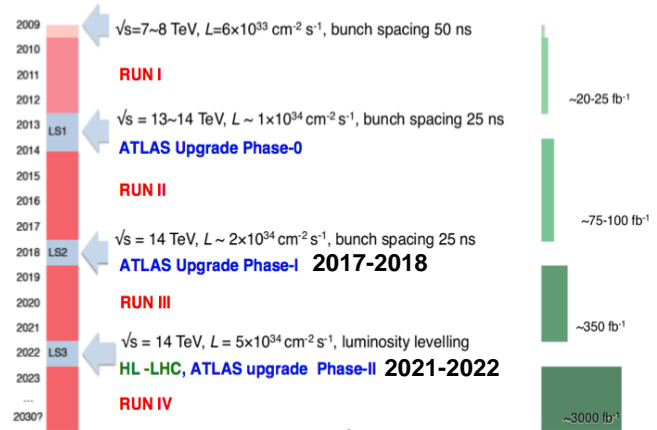 2009
√s=7~8 TeV, L=6×10³³ cm⁻² s⁻¹, bunch spacing 50 ns
2010
2011
RUN I
2012
~20-25 fb⁻¹
2013
LS1
√s = 13~14 TeV, L ~ 1×10³⁴ cm⁻² s⁻¹, bunch spacing 25 ns
2014
ATLAS Upgrade Phase-0
2015
RUN II
2016
2017
~75-100 fb⁻¹
√s = 14 TeV, L ~ 2×10³⁴ cm⁻² s⁻¹, bunch spacing 25 ns
2018
LS2
ATLAS Upgrade Phase-I 2017-2018
2019
2020
RUN III
2021
~350 fb⁻¹
√s = 14 TeV, L = 5×10³⁴ cm⁻² s⁻¹, luminosity levelling
2022
LS3
HL -LHC, ATLAS upgrade Phase-II 2021-2022
2023
...
RUN IV
2030?
~3000 fb⁻¹